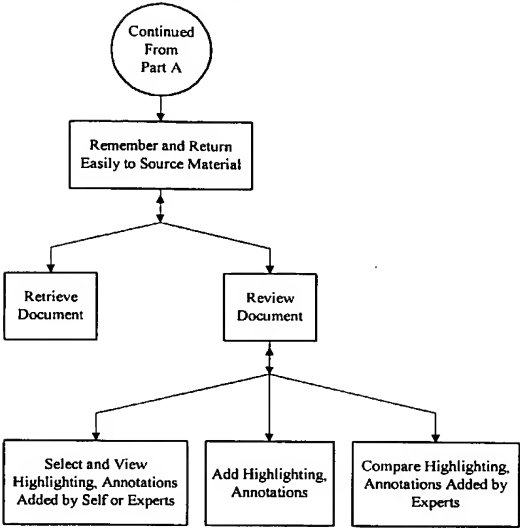 Continued
From
Part A
Remember and Return
Easily to Source Material
Retrieve
Document
Review
Document
Select and View
Highlighting, Annotations
Added by Self or Experts
Add Highlighting,
Annotations
Compare Highlighting,
Annotations Added by
Experts